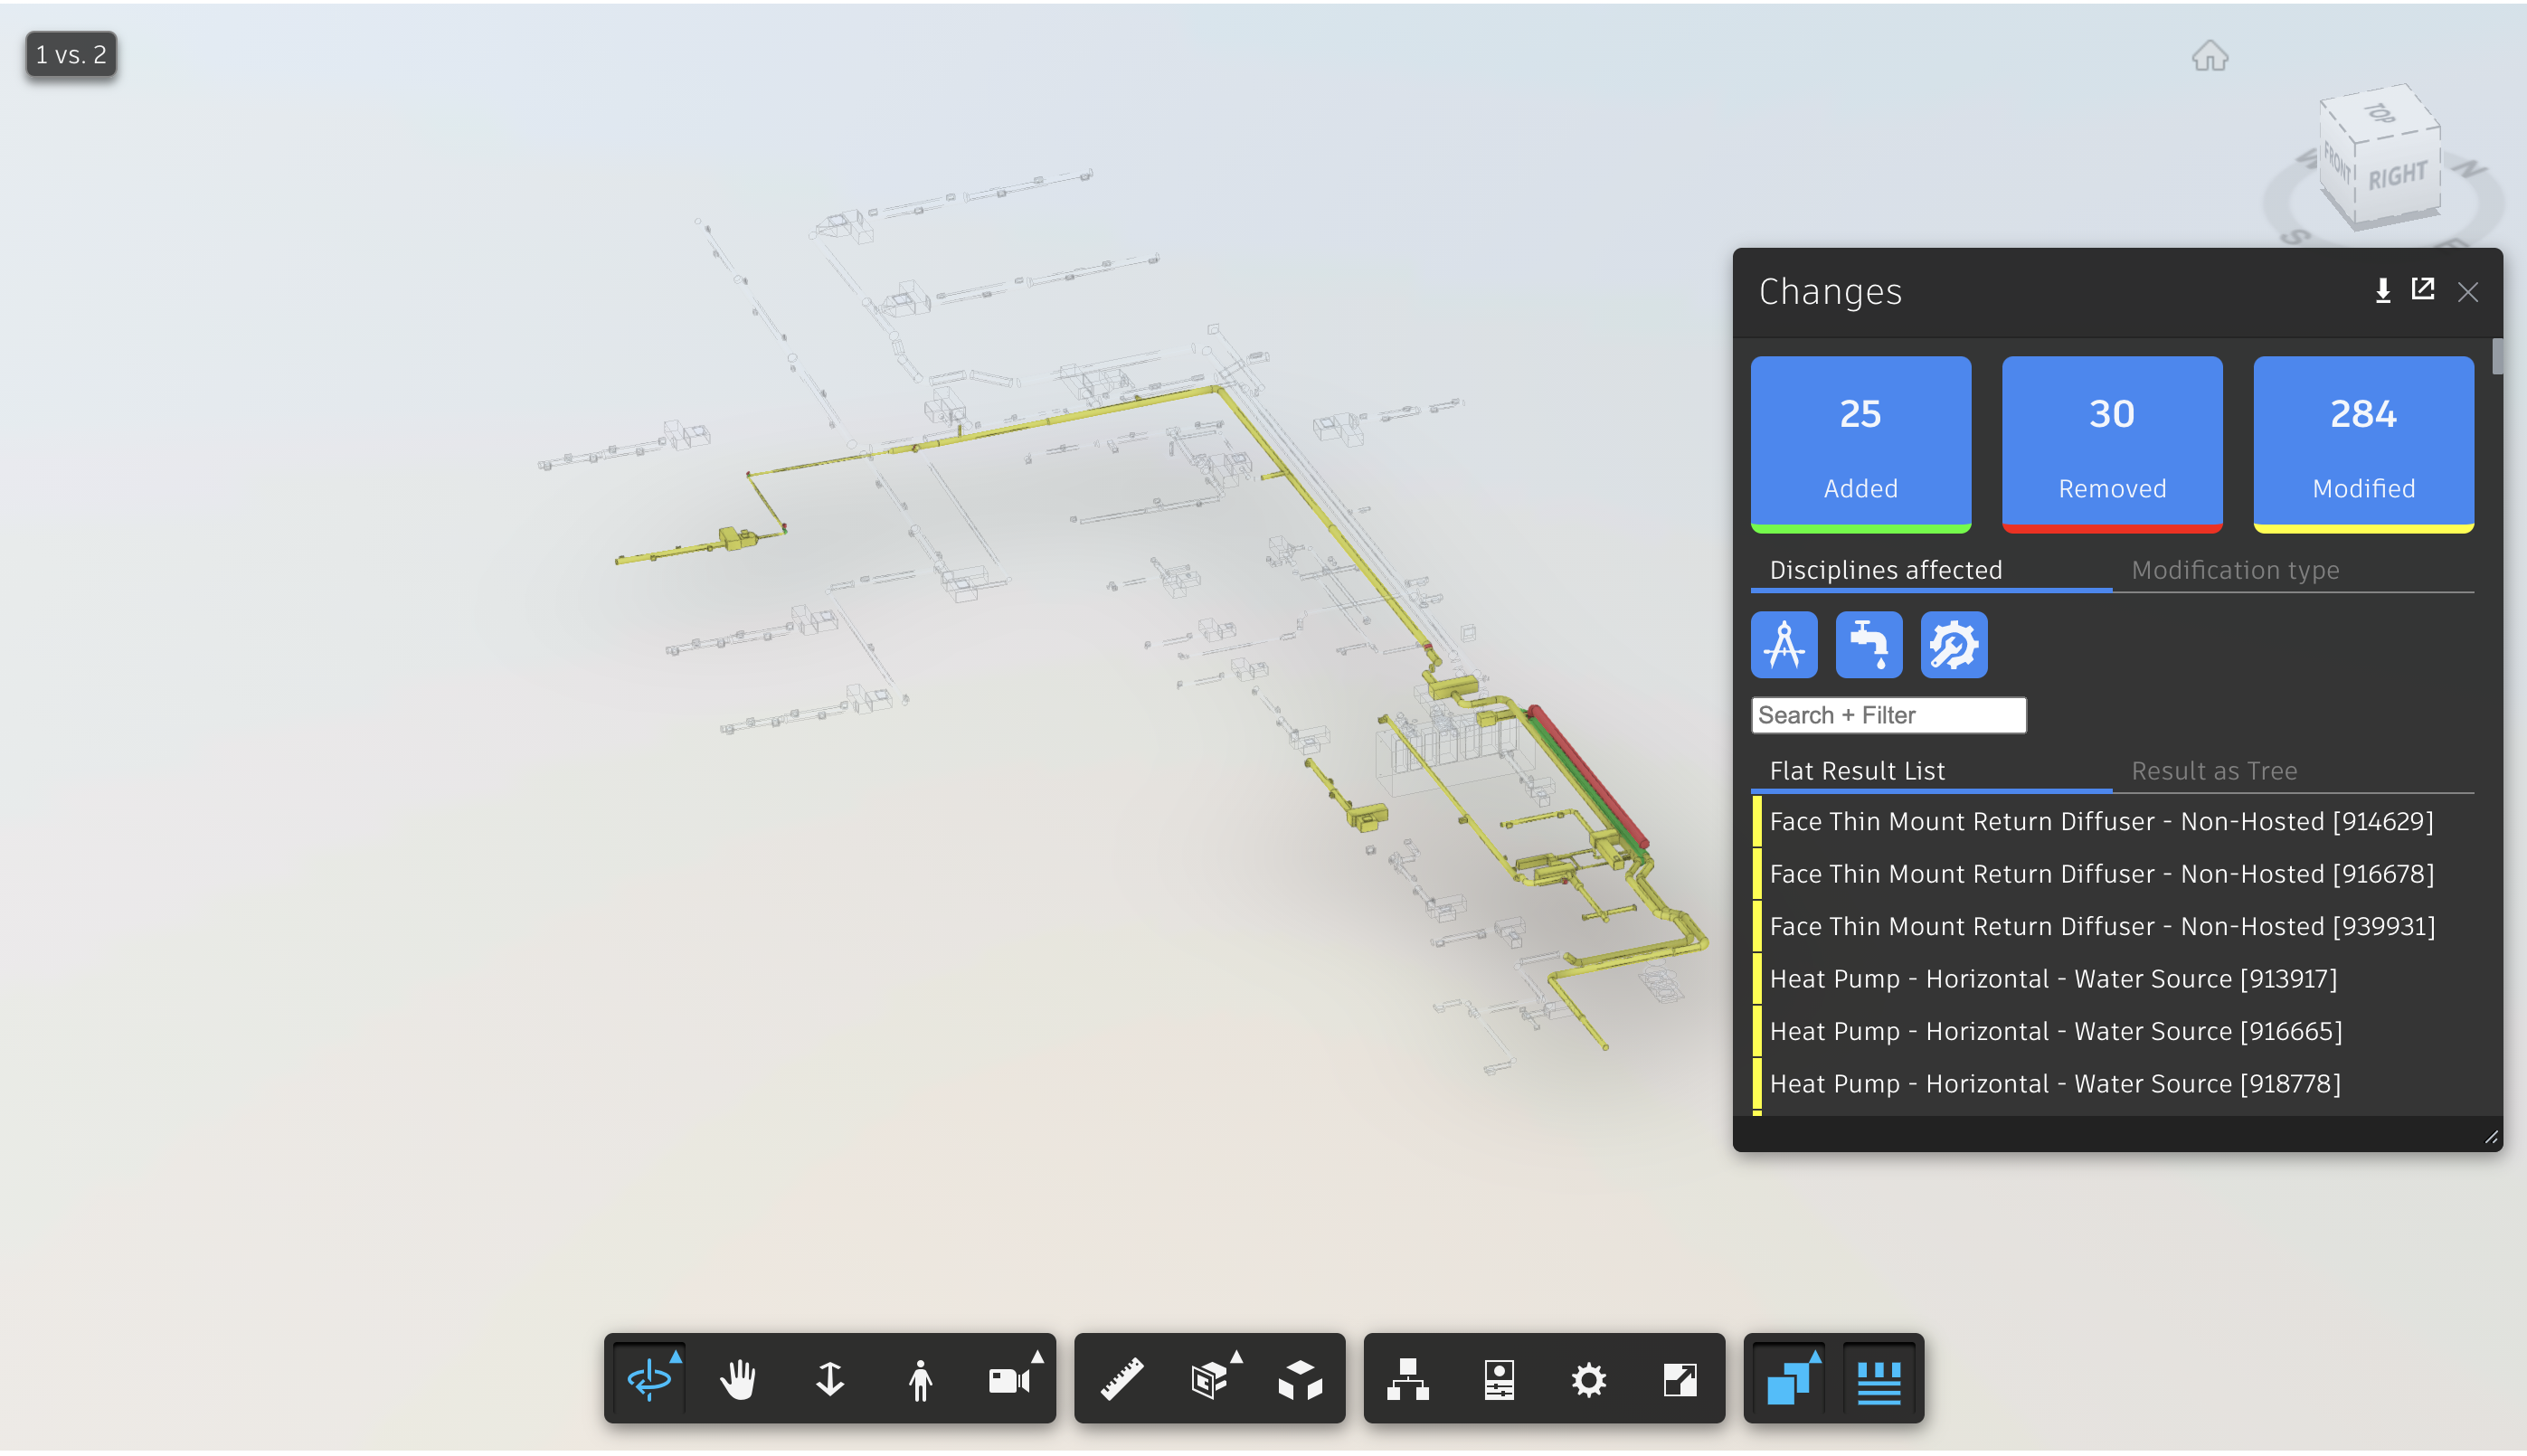 1 vs. 2
TOP
FRONT
RIGHT
W
N
S
E
Changes
25
Added
30
Removed
284
Modified
Disciplines affected
Modification type
Search + Filter
Flat Result List
Result as Tree
Face Thin Mount Return Diffuser - Non-Hosted [914629]
Face Thin Mount Return Diffuser - Non-Hosted [916678]
Face Thin Mount Return Diffuser - Non-Hosted [939931]
Heat Pump - Horizontal - Water Source [913917]
Heat Pump - Horizontal - Water Source [916665]
Heat Pump - Horizontal - Water Source [918778]